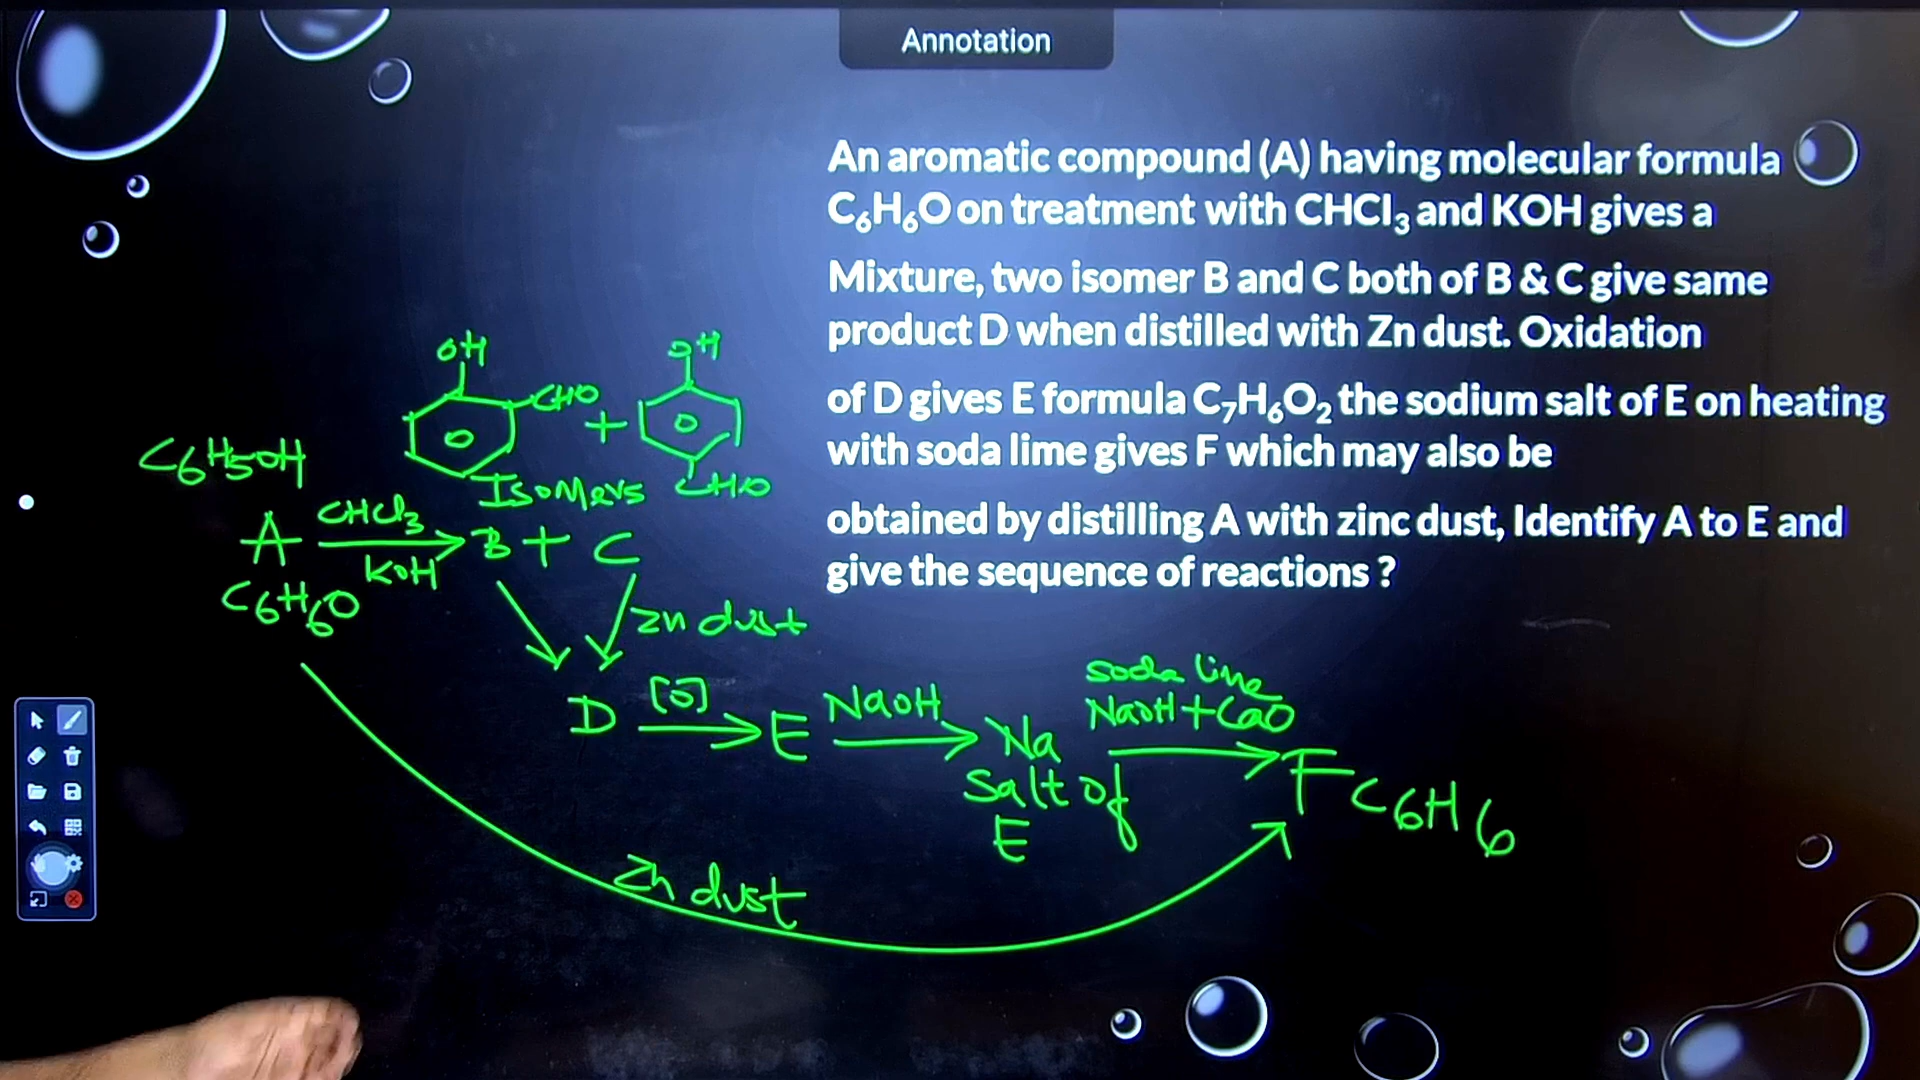 Annotation
An aromatic compound (A) having molecular formula
C₆H₆O on treatment with CHCl₃ and KOH gives a
Mixture, two isomer B and C both of B & C give same
product D when distilled with Zn dust. Oxidation
of D gives E formula C₇H₆O₂ the sodium salt of E on heating
with soda lime gives F which may also be
obtained by distilling A with zinc dust, Identify A to E and
give the sequence of reactions ?
OH OH
CHO +
C6H5OH
Isomers CHO
A CHCl3 B + C
KOH
C6H6O
Zn dust
D [O] E NaOH Na soda lime
NaOH + CaO F C6H6
Salt of
E
Zn dust